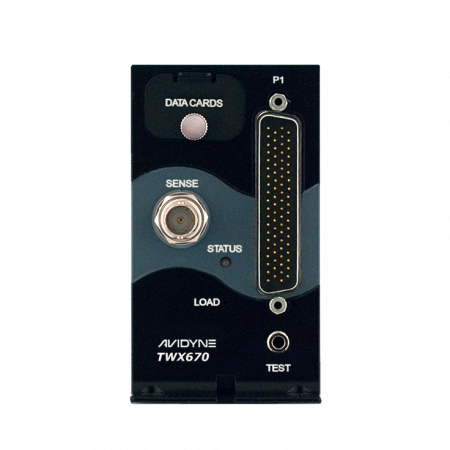 P1
DATA CARDS
SENSE
STATUS
LOAD
AVIDYNE
TWX670
TEST